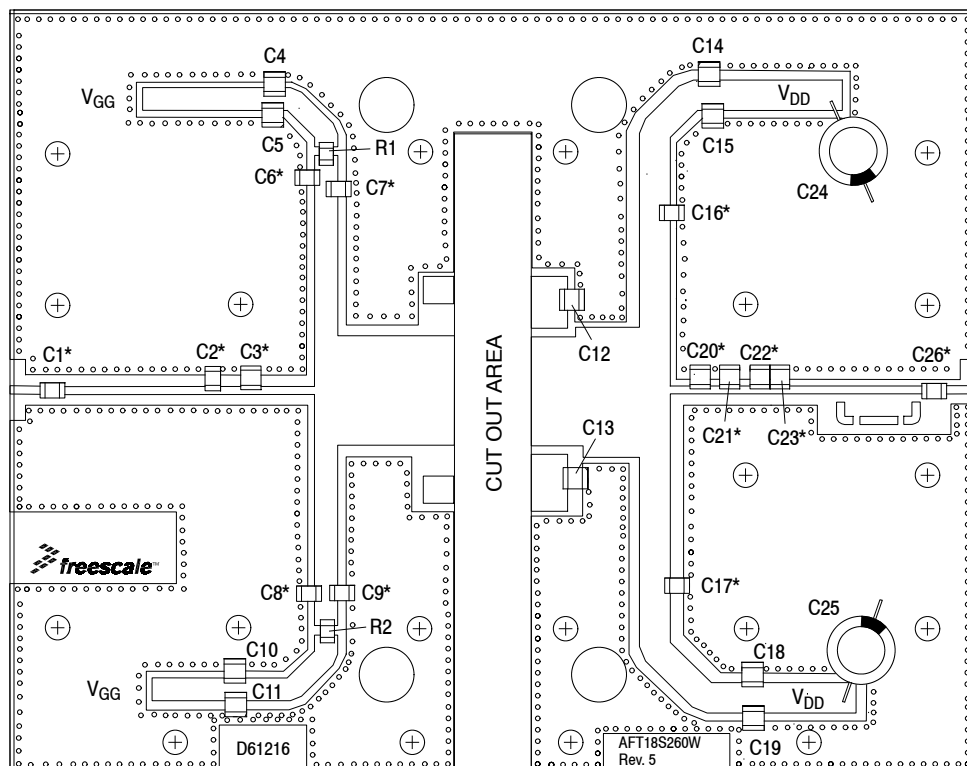 C4
C14
VGG
VDD
C5
C15
R1
C6*
C7*
C24
C16*
C12
C1*
C2*
C3*
C20*
C22*
C26*
CUT OUT AREA
C13
C21*
C23*
freescale™
C8*
C9*
C17*
C25
R2
C10
C18
VGG
C11
VDD
D61216
AFT18S260W
Rev. 5
C19